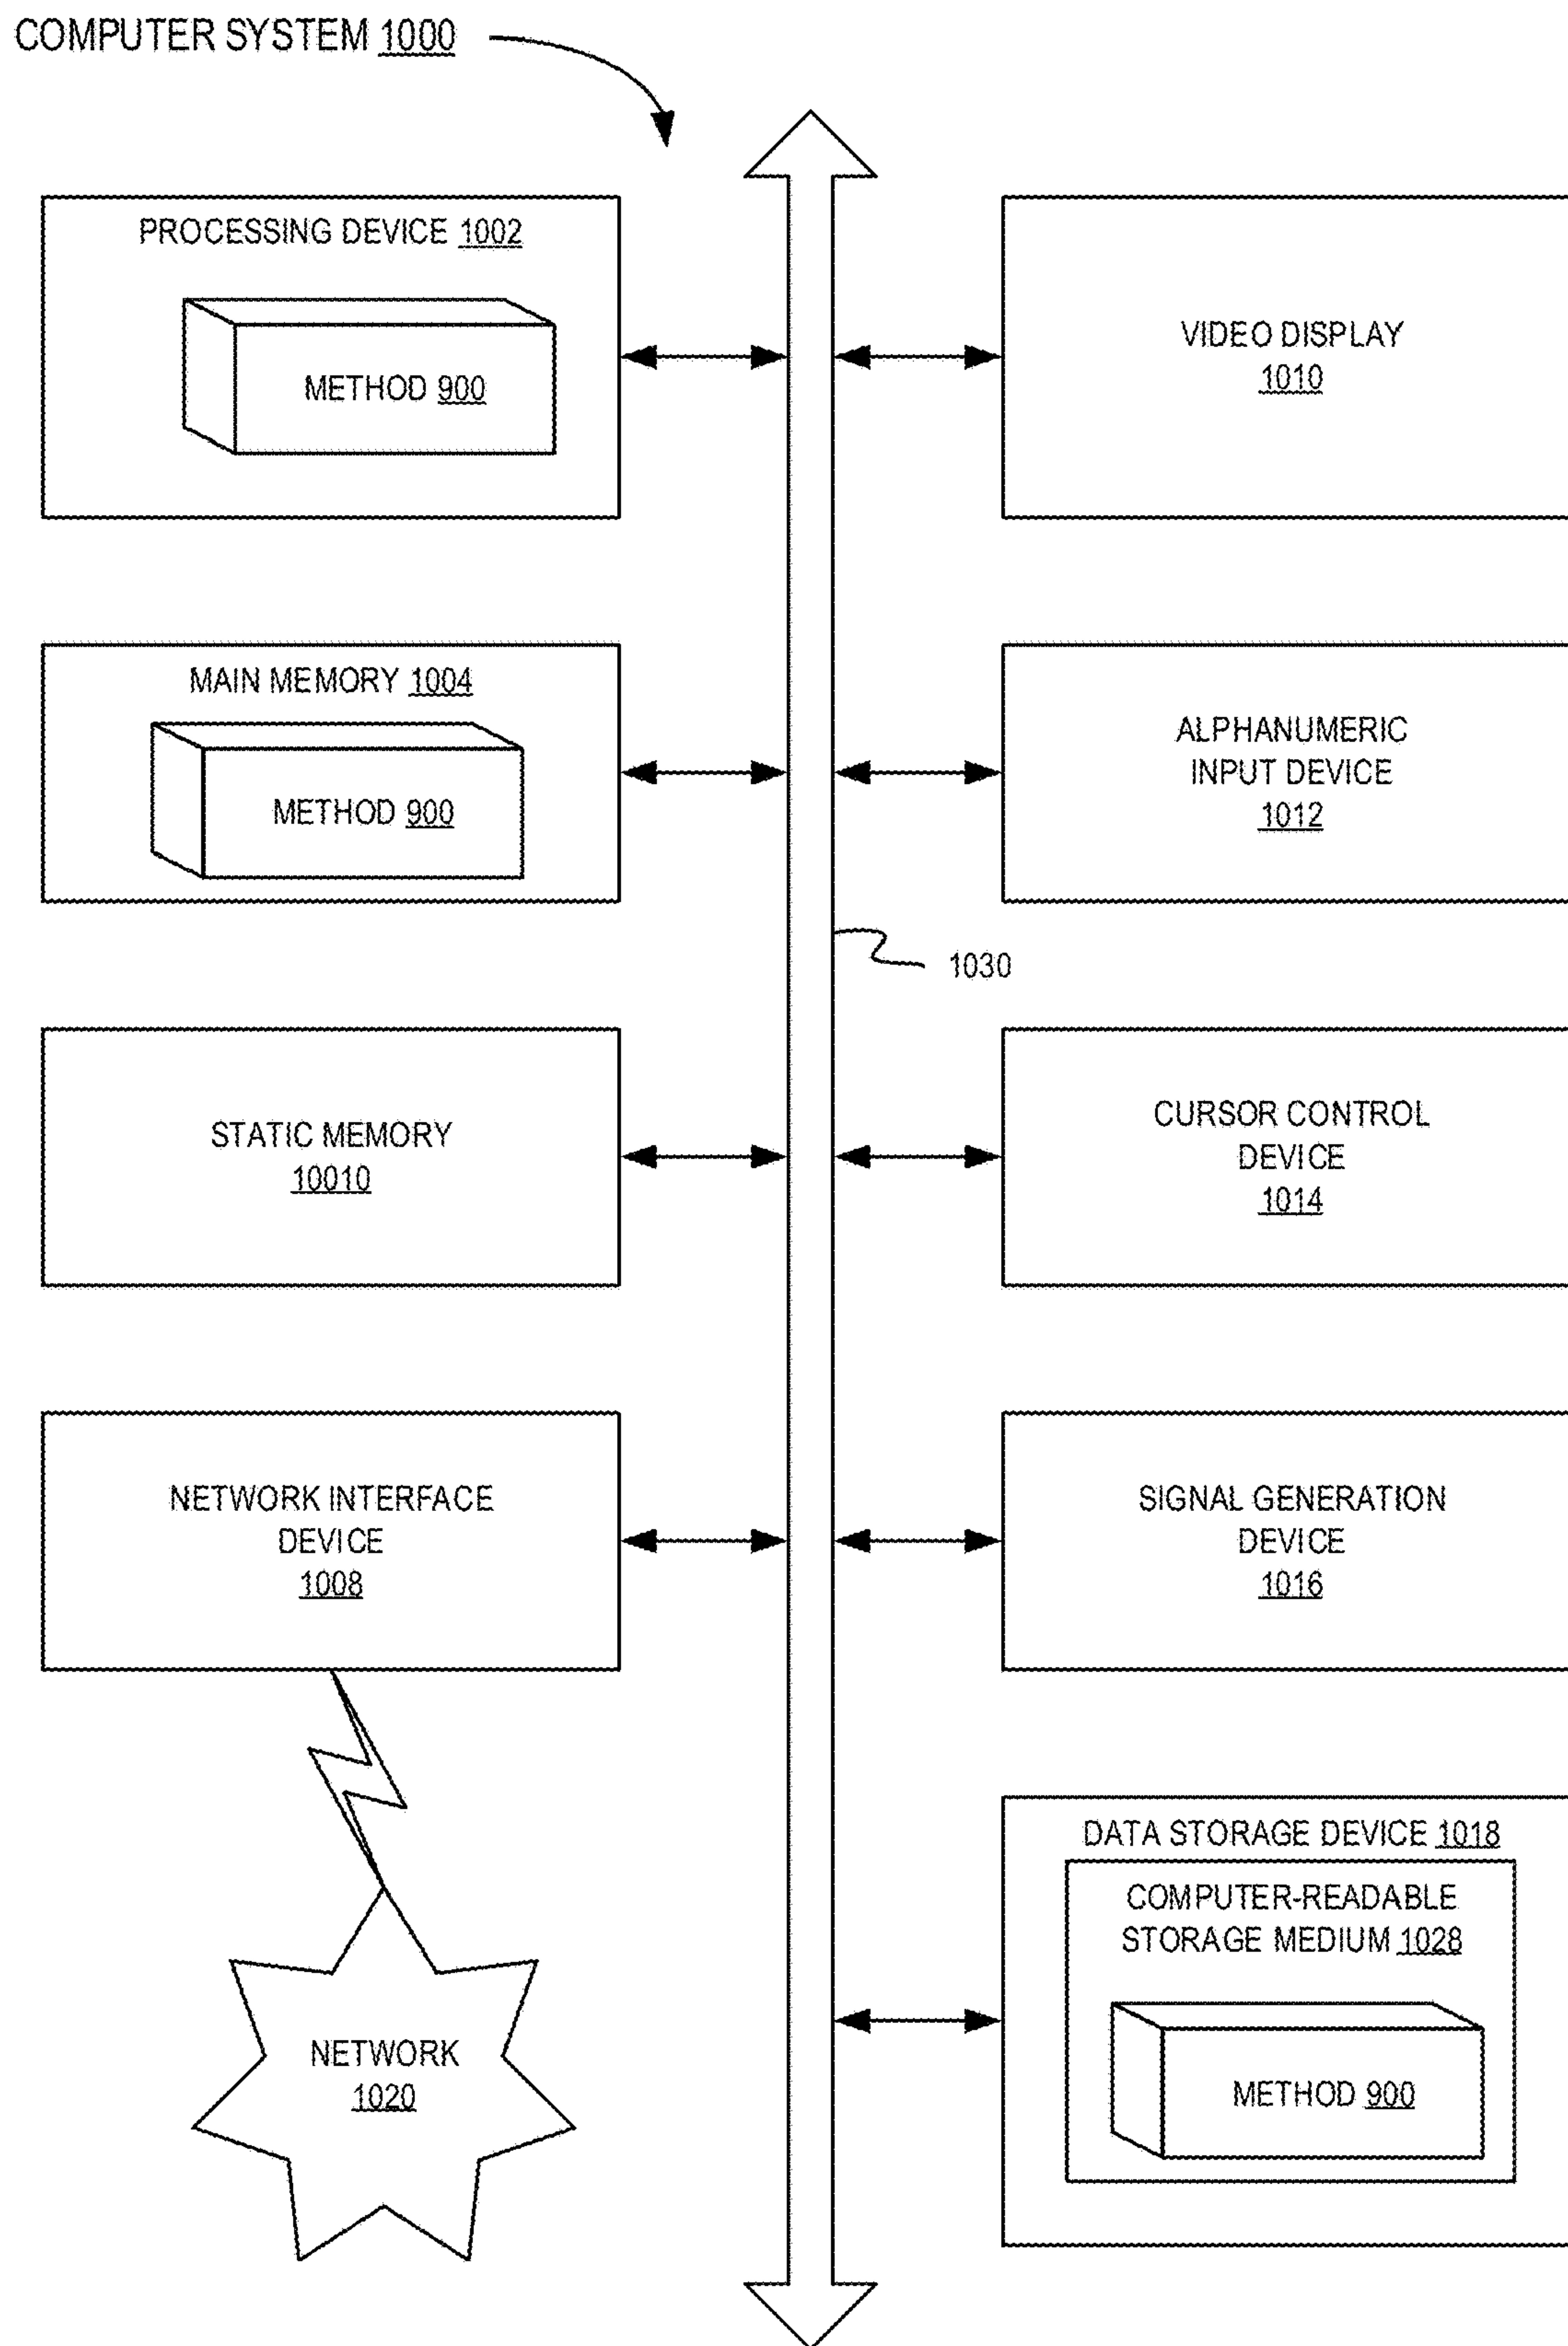 COMPUTER SYSTEM 1000
PROCESSING DEVICE 1002
METHOD 900
VIDEO DISPLAY
1010
MAIN MEMORY 1004
METHOD 900
ALPHANUMERIC
INPUT DEVICE
1012
1030
STATIC MEMORY
10010
CURSOR CONTROL
DEVICE
1014
NETWORK INTERFACE
DEVICE
1008
SIGNAL GENERATION
DEVICE
1016
DATA STORAGE DEVICE 1018
COMPUTER-READABLE
STORAGE MEDIUM 1028
METHOD 900
NETWORK
1020